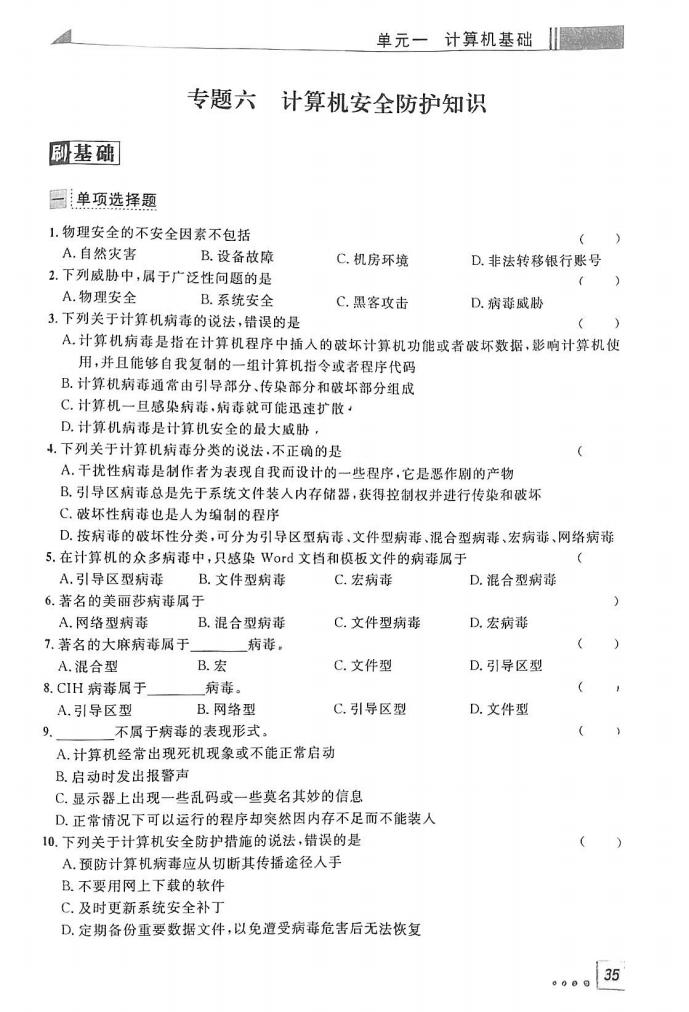 单元一 计算机基础
专题六 计算机安全防护知识
刷基础
一 单项选择题
1. 物理安全的不安全因素不包括 ( )
A. 自然灾害 B. 设备故障 C. 机房环境 D. 非法转移银行账号
2. 下列威胁中,属于广泛性问题的是 ( )
A. 物理安全 B. 系统安全 C. 黑客攻击 D. 病毒威胁
3. 下列关于计算机病毒的说法,错误的是 ( )
A. 计算机病毒是指在计算机程序中插入的破坏计算机功能或者破坏数据,影响计算机使
用,并且能够自我复制的一组计算机指令或者程序代码
B. 计算机病毒通常由引导部分、传染部分和破坏部分组成
C. 计算机一旦感染病毒,病毒就可能迅速扩散
D. 计算机病毒是计算机安全的最大威胁
4. 下列关于计算机病毒分类的说法,不正确的是 (
A. 干扰性病毒是制作者为表现自我而设计的一些程序,它是恶作剧的产物
B. 引导区病毒总是先于系统文件装入内存储器,获得控制权并进行传染和破坏
C. 破坏性病毒也是人为编制的程序
D. 按病毒的破坏性分类,可分为引导区型病毒、文件型病毒、混合型病毒、宏病毒、网络病毒
5. 在计算机的众多病毒中,只感染 Word 文档和模板文件的病毒属于 (
A. 引导区型病毒 B. 文件型病毒 C. 宏病毒 D. 混合型病毒
6. 著名的美丽莎病毒属于 )
A. 网络型病毒 B. 混合型病毒 C. 文件型病毒 D. 宏病毒
7. 著名的大麻病毒属于______病毒。 ( )
A. 混合型 B. 宏 C. 文件型 D. 引导区型
8. CIH 病毒属于______病毒。 (
A. 引导区型 B. 网络型 C. 引导区型 D. 文件型
9. ______不属于病毒的表现形式。 ( )
A. 计算机经常出现死机现象或不能正常启动
B. 启动时发出报警声
C. 显示器上出现一些乱码或一些莫名其妙的信息
D. 正常情况下可以运行的程序却突然因内存不足而不能装入
10. 下列关于计算机安全防护措施的说法,错误的是 ( )
A. 预防计算机病毒应从切断其传播途径入手
B. 不要用网上下载的软件
C. 及时更新系统安全补丁
D. 定期备份重要数据文件,以免遭受病毒危害后无法恢复
35